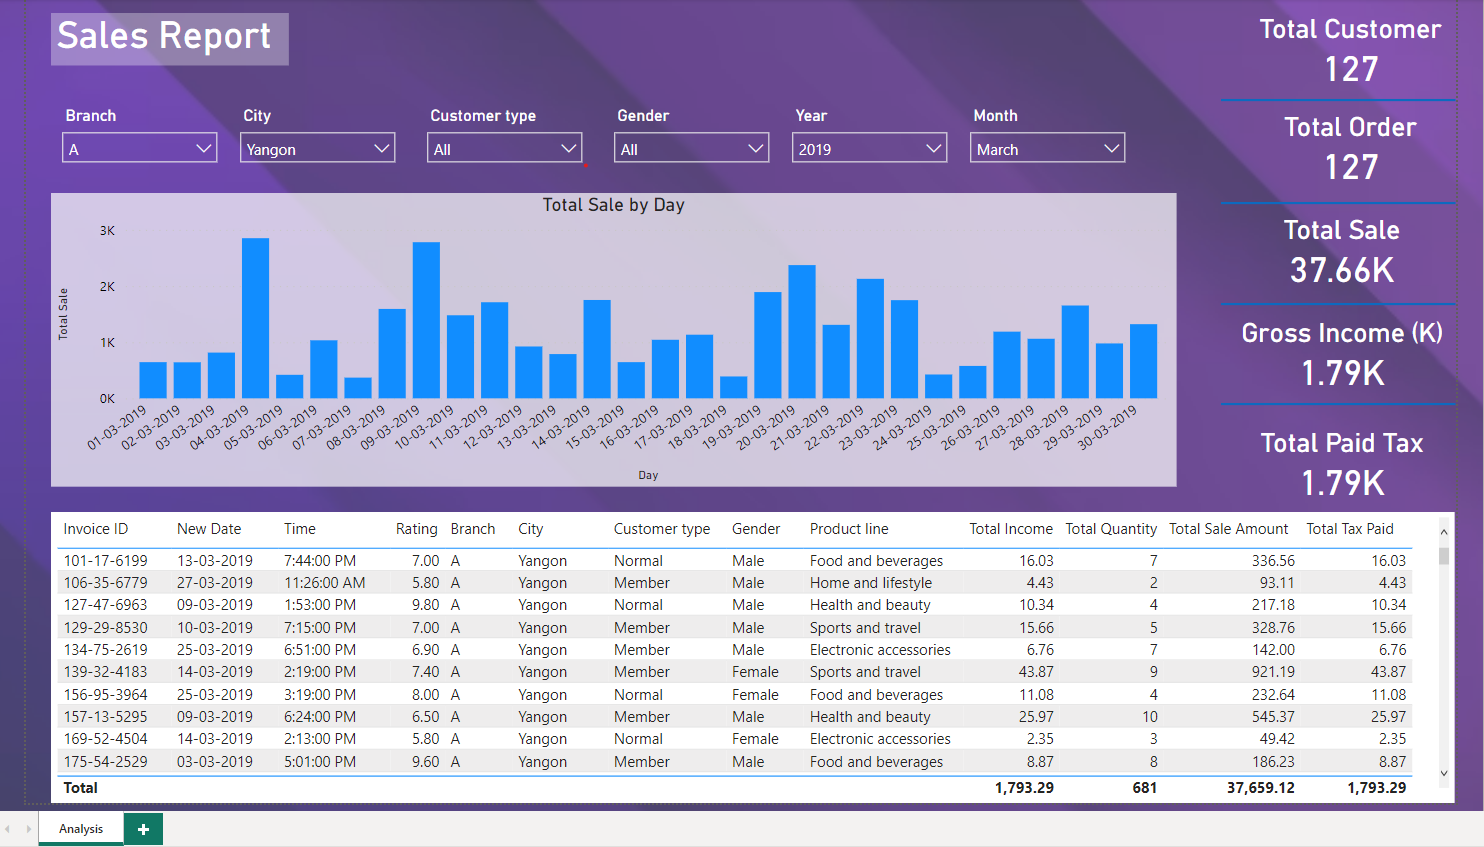 Sales Report
Total Customer
127
Branch City Customer type Gender Year Month
A Yangon All All 2019 March
Total Order
127
Total Sale by Day
Total Sale
37.66K
3K
2K
1K
0K
Total Sale
01-03-2019 02-03-2019 03-03-2019 04-03-2019 05-03-2019 06-03-2019 07-03-2019 08-03-2019 09-03-2019 10-03-2019 11-03-2019 12-03-2019 13-03-2019 14-03-2019 15-03-2019 16-03-2019 17-03-2019 18-03-2019 19-03-2019 20-03-2019 21-03-2019 22-03-2019 23-03-2019 24-03-2019 25-03-2019 26-03-2019 27-03-2019 28-03-2019 29-03-2019 30-03-2019
Day
Gross Income (K)
1.79K
Total Paid Tax
1.79K
Invoice ID New Date Time Rating Branch City Customer type Gender Product line Total Income Total Quantity Total Sale Amount Total Tax Paid
101-17-6199 13-03-2019 7:44:00 PM 7.00 A Yangon Normal Male Food and beverages 16.03 7 336.56 16.03
106-35-6779 27-03-2019 11:26:00 AM 5.80 A Yangon Member Male Home and lifestyle 4.43 2 93.11 4.43
127-47-6963 09-03-2019 1:53:00 PM 9.80 A Yangon Normal Male Health and beauty 10.34 4 217.18 10.34
129-29-8530 10-03-2019 7:15:00 PM 7.00 A Yangon Member Male Sports and travel 15.66 5 328.76 15.66
134-75-2619 25-03-2019 6:51:00 PM 6.90 A Yangon Member Male Electronic accessories 6.76 7 142.00 6.76
139-32-4183 14-03-2019 2:19:00 PM 7.40 A Yangon Member Female Sports and travel 43.87 9 921.19 43.87
156-95-3964 25-03-2019 3:19:00 PM 8.00 A Yangon Normal Female Food and beverages 11.08 4 232.64 11.08
157-13-5295 09-03-2019 6:24:00 PM 6.50 A Yangon Member Male Health and beauty 25.97 10 545.37 25.97
169-52-4504 14-03-2019 2:13:00 PM 5.80 A Yangon Normal Female Electronic accessories 2.35 3 49.42 2.35
175-54-2529 03-03-2019 5:01:00 PM 9.60 A Yangon Member Male Food and beverages 8.87 8 186.23 8.87
Total 1,793.29 681 37,659.12 1,793.29
Analysis